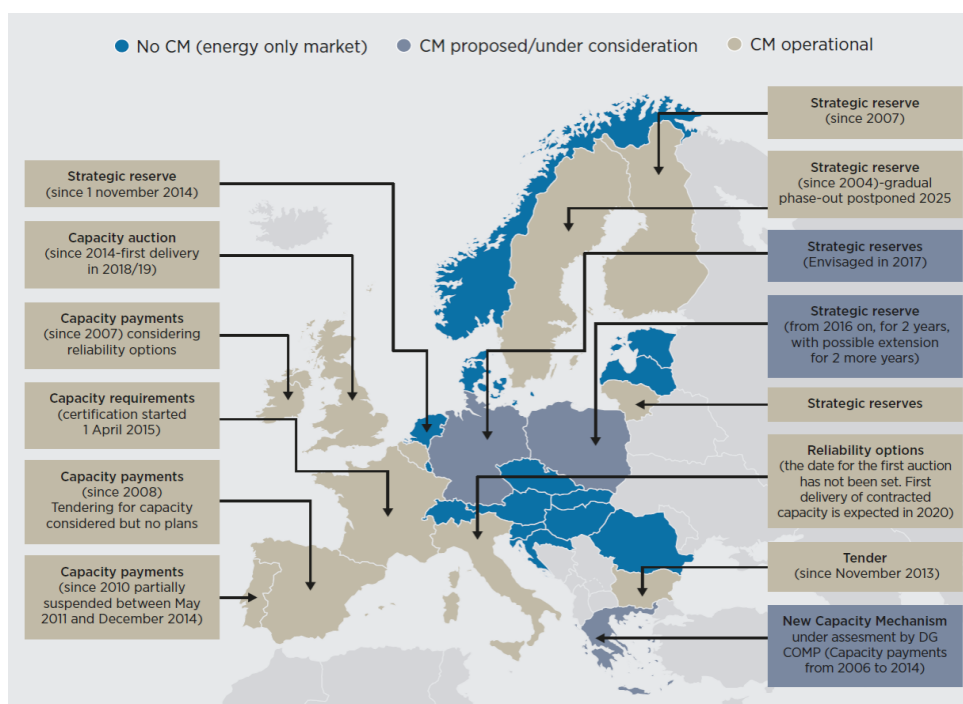 No CM (energy only market)
CM proposed/under consideration
CM operational
Strategic reserve
(since 1 november 2014)
Capacity auction
(since 2014-first delivery
in 2018/19)
Capacity payments
(since 2007) considering
reliability options
Capacity requirements
(certification started
1 April 2015)
Capacity payments
(since 2008)
Tendering for capacity
considered but no plans
Capacity payments
(since 2010 partially
suspended between May
2011 and December 2014)
Strategic reserve
(since 2007)
Strategic reserve
(since 2004)-gradual
phase-out postponed 2025
Strategic reserves
(Envisaged in 2017)
Strategic reserve
(from 2016 on, for 2 years,
with possible extension
for 2 more years)
Strategic reserves
Reliability options
(the date for the first auction
has not been set. First
delivery of contracted
capacity is expected in 2020)
Tender
(since November 2013)
New Capacity Mechanism
under assesment by DG
COMP (Capacity payments
from 2006 to 2014)